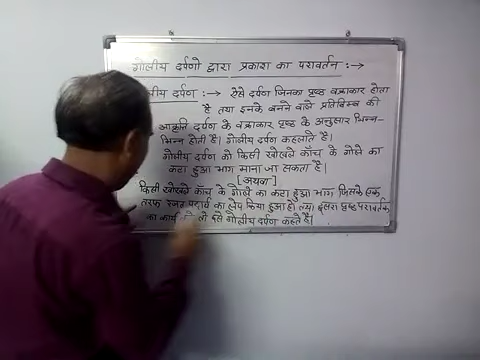 गोलीय दर्पणो द्वारा प्रकाश का परावर्तन :→
दर्पण :→ ऐसे दर्पण जिनका पृष्ठ वक्राकार होता
है तथा इनके बनने वाले प्रतिबिम्ब की
आकृति दर्पण के वक्राकार पृष्ठ के अनुसार भिन्न-
भिन्न होती है। गोलीय दर्पण कहलाते है।
गोलीय दर्पण को किसी खोखले काँच के गोले का
कटा हुआ भाग माना जा सकता है।
[अथवा]
किसी खोखले काँच के गोले का कटा हुआ भाग जिसके एक
तरफ रजत पदार्थ का लेप किया हुआ हो तथा दूसरा पृष्ठ परावर्तक
का कार्य उसे गोलीय दर्पण कहते है।